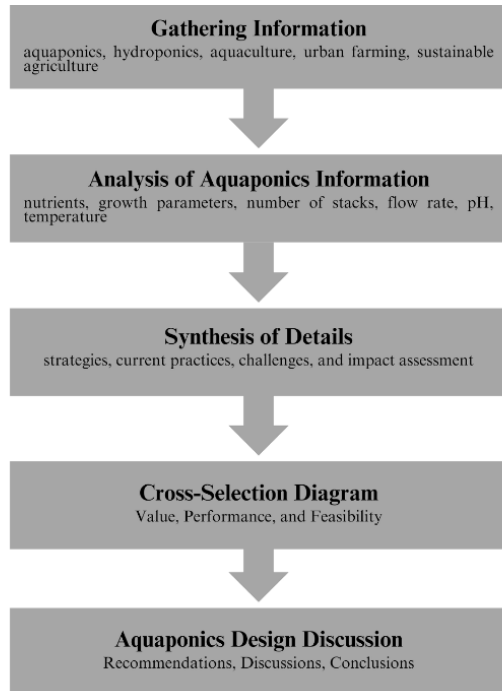 Gathering Information
aquaponics, hydroponics, aquaculture, urban farming, sustainable
agriculture
Analysis of Aquaponics Information
nutrients, growth parameters, number of stacks, flow rate, pH,
temperature
Synthesis of Details
strategies, current practices, challenges, and impact assessment
Cross-Selection Diagram
Value, Performance, and Feasibility
Aquaponics Design Discussion
Recommendations, Discussions, Conclusions